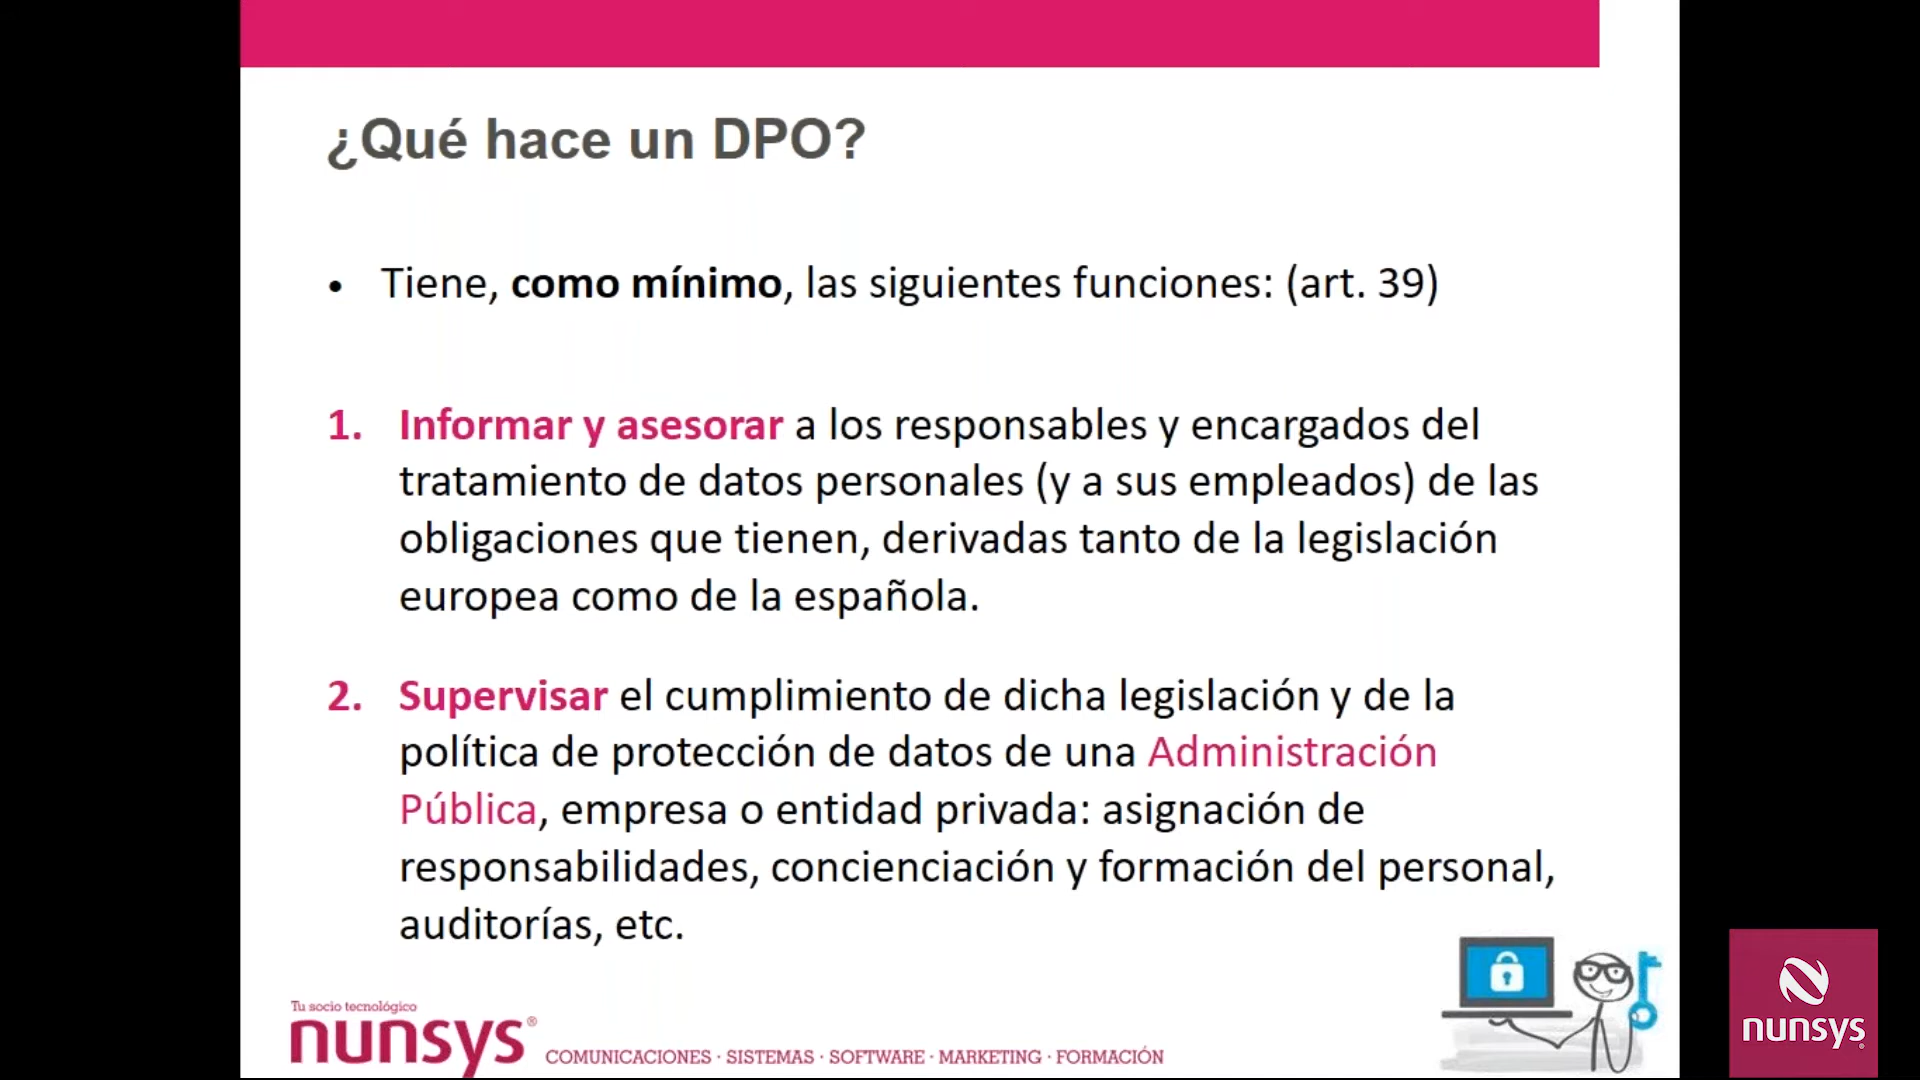 ¿Qué hace un DPO?
• Tiene, como mínimo, las siguientes funciones: (art. 39)
1. Informar y asesorar a los responsables y encargados del
tratamiento de datos personales (y a sus empleados) de las
obligaciones que tienen, derivadas tanto de la legislación
europea como de la española.
2. Supervisar el cumplimiento de dicha legislación y de la
política de protección de datos de una Administración
Pública, empresa o entidad privada: asignación de
responsabilidades, concienciación y formación del personal,
auditorías, etc.
Tu socio tecnológico
nunsys®
COMUNICACIONES · SISTEMAS · SOFTWARE · MARKETING · FORMACIÓN
nunsys®